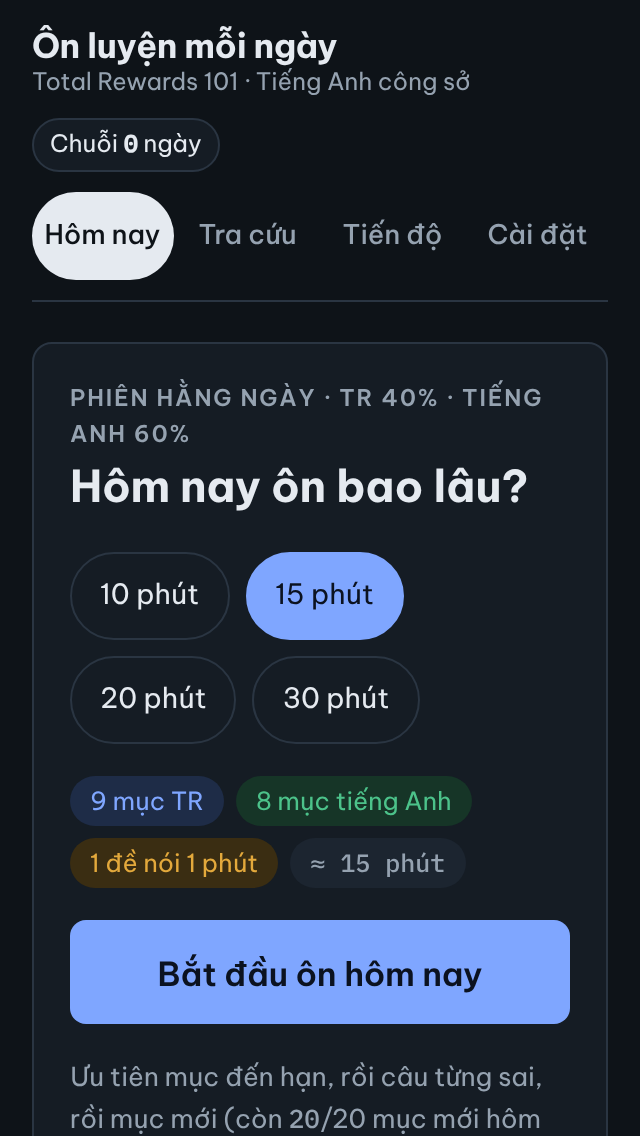 Ôn luyện mỗi ngày
Total Rewards 101 · Tiếng Anh công sở
Chuỗi 0 ngày
Hôm nay Tra cứu Tiến độ Cài đặt
PHIÊN HẰNG NGÀY · TR 40% · TIẾNG
ANH 60%
Hôm nay ôn bao lâu?
10 phút 15 phút
20 phút 30 phút
9 mục TR 8 mục tiếng Anh
1 đề nói 1 phút ≈ 15 phút
Bắt đầu ôn hôm nay
Ưu tiên mục đến hạn, rồi câu từng sai,
rồi mục mới (còn 20/20 mục mới hôm